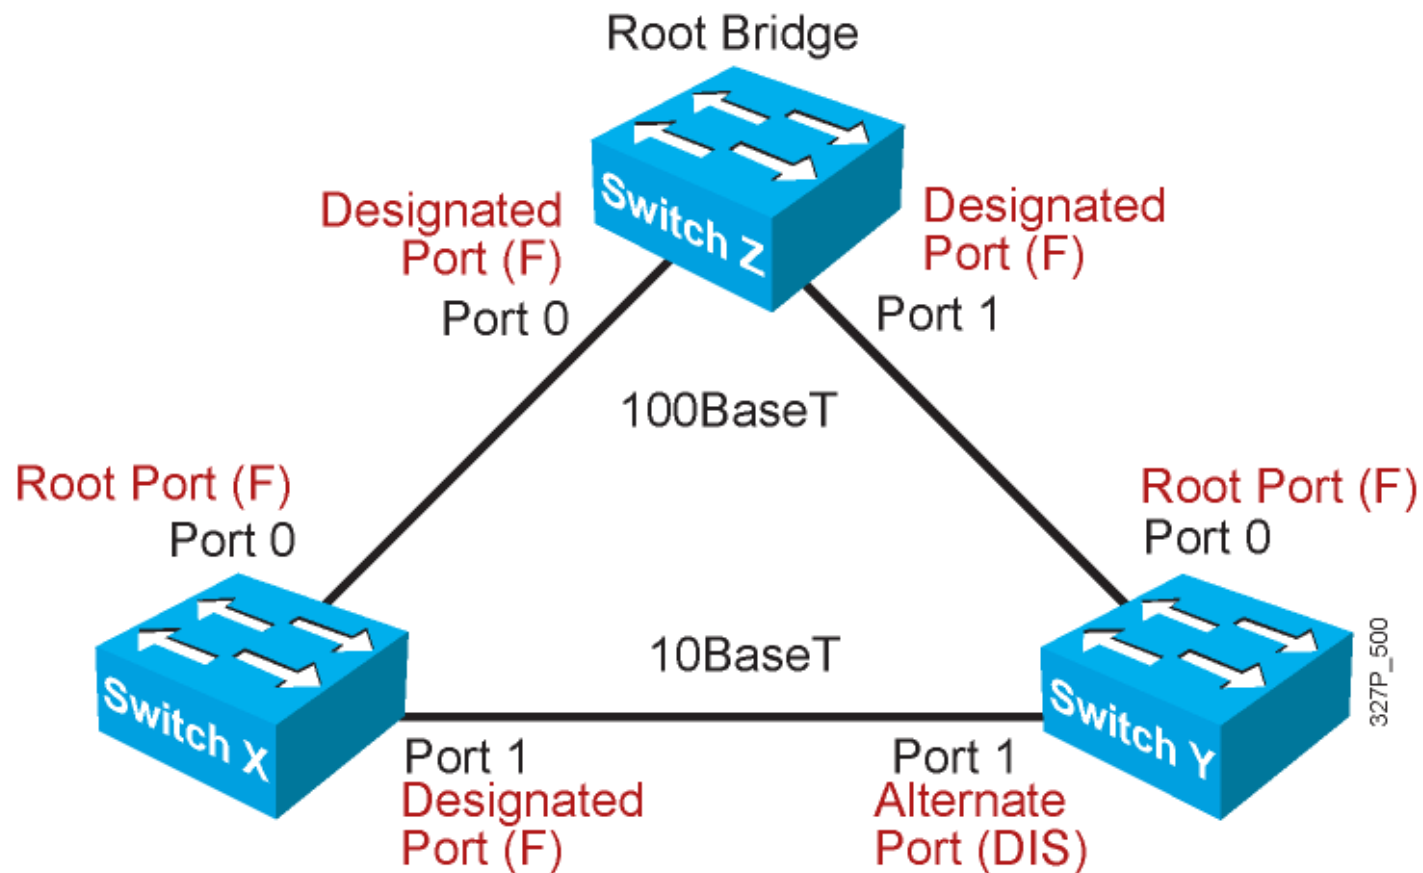 Root Bridge
Switch Z
Designated
Port (F)
Port 0
Designated
Port (F)
Port 1
100BaseT
Root Port (F)
Port 0
Root Port (F)
Port 0
Switch X
10BaseT
Switch Y
327P_500
Port 1
Designated
Port (F)
Port 1
Alternate
Port (DIS)